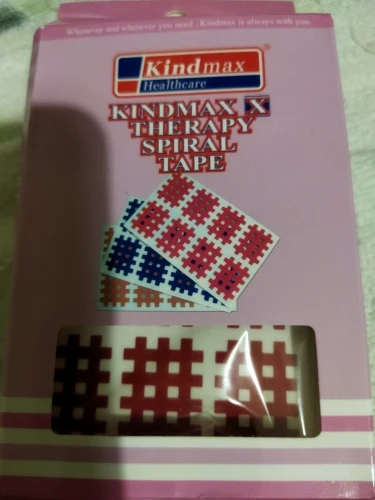 Whenever and wherever you need, Kindmax is always with you.
Kindmax
Healthcare
KINDMAX X
THERAPY
SPIRAL
TAPE